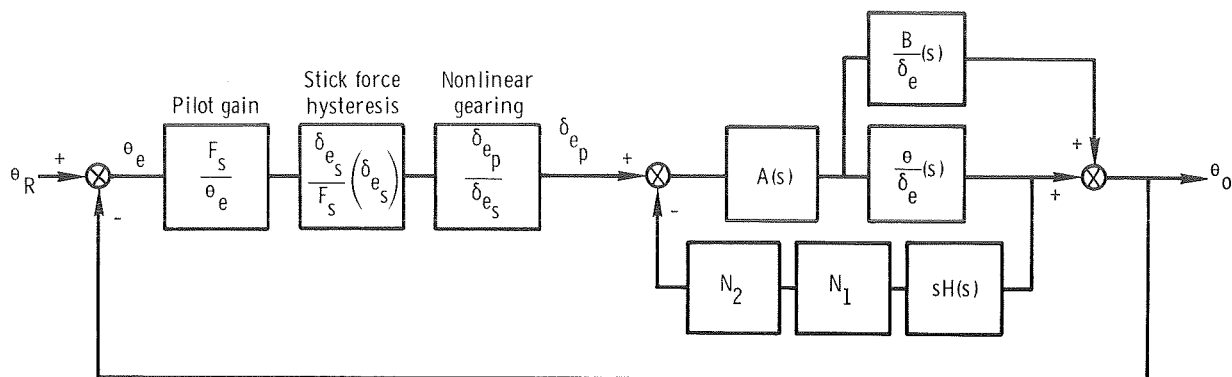 Pilot gain
Stick force
hysteresis
Nonlinear
gearing
θR
+
-
θe
Fs
θe
δes
Fs
(δes)
δep
δes
δep
+
-
A(s)
B
δe
(s)
θ
δe
(s)
+
+
θo
N2
N1
sH(s)